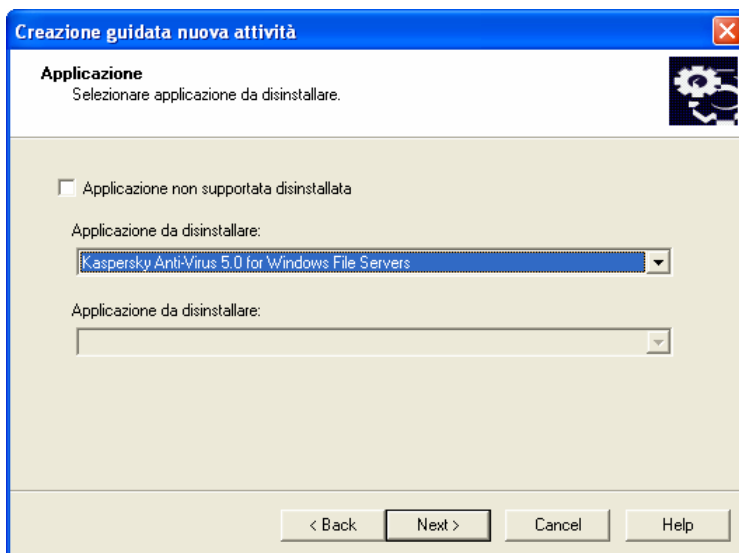 Creazione guidata nuova attività
Applicazione
Selezionare applicazione da disinstallare.
Applicazione non supportata disinstallata
Applicazione da disinstallare:
Kaspersky Anti-Virus 5.0 for Windows File Servers
Applicazione da disinstallare:
< Back Next > Cancel Help